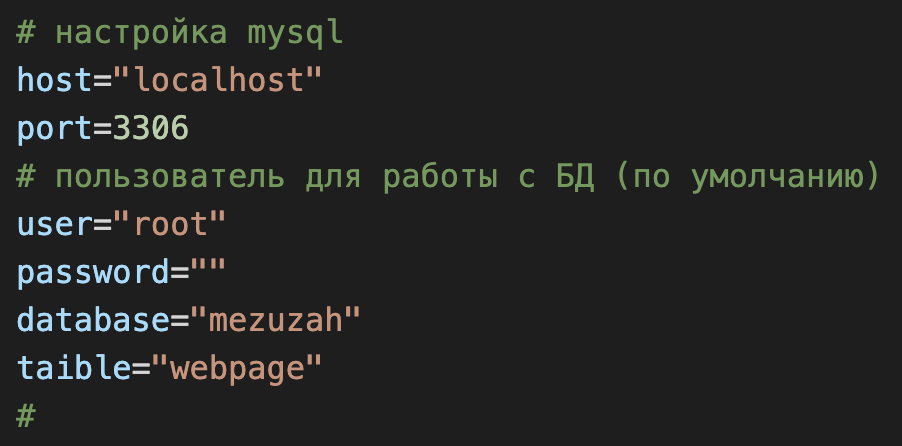 # настройка mysql
host="localhost"
port=3306
# пользователь для работы с БД (по умолчанию)
user="root"
password=""
database="mezuzah"
taible="webpage"
#